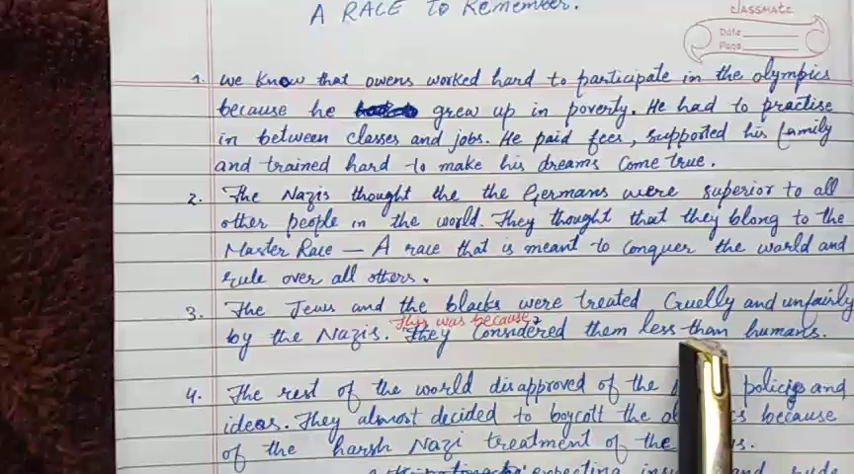 A RACE To Remember.
CLASSMATE
Date
Page
1. We know that owens worked hard to participate in the olympics
because he grew up in poverty. He had to practise
in between classes and jobs. He paid fees, supported his family
and trained hard to make his dreams come true.
2. The Nazis thought the the Germans were superior to all
other people in the world. They thought that they blong to the
Master Race – A race that is meant to conquer the world and
rule over all others.
3. The Jews and the blacks were treated cruelly and unfairly
This was because
by the Nazis. They considered them less than humans.
4. The rest of the world disapproved of the policies and
ideas. They almost decided to boycott the because
of the harsh Nazi treatment of the
expecting and